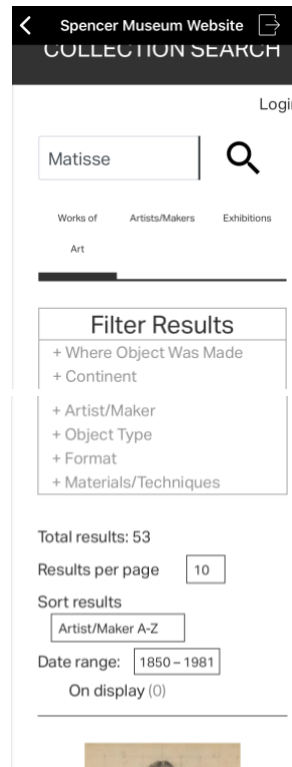 Spencer Museum Website
COLLECTION SEARCH
Login
Matisse
Works of Art
Artists/Makers
Exhibitions
Filter Results
+ Where Object Was Made
+ Continent
+ Artist/Maker
+ Object Type
+ Format
+ Materials/Techniques
Total results: 53
Results per page 10
Sort results
Artist/Maker A-Z
Date range: 1850 – 1981
On display (0)